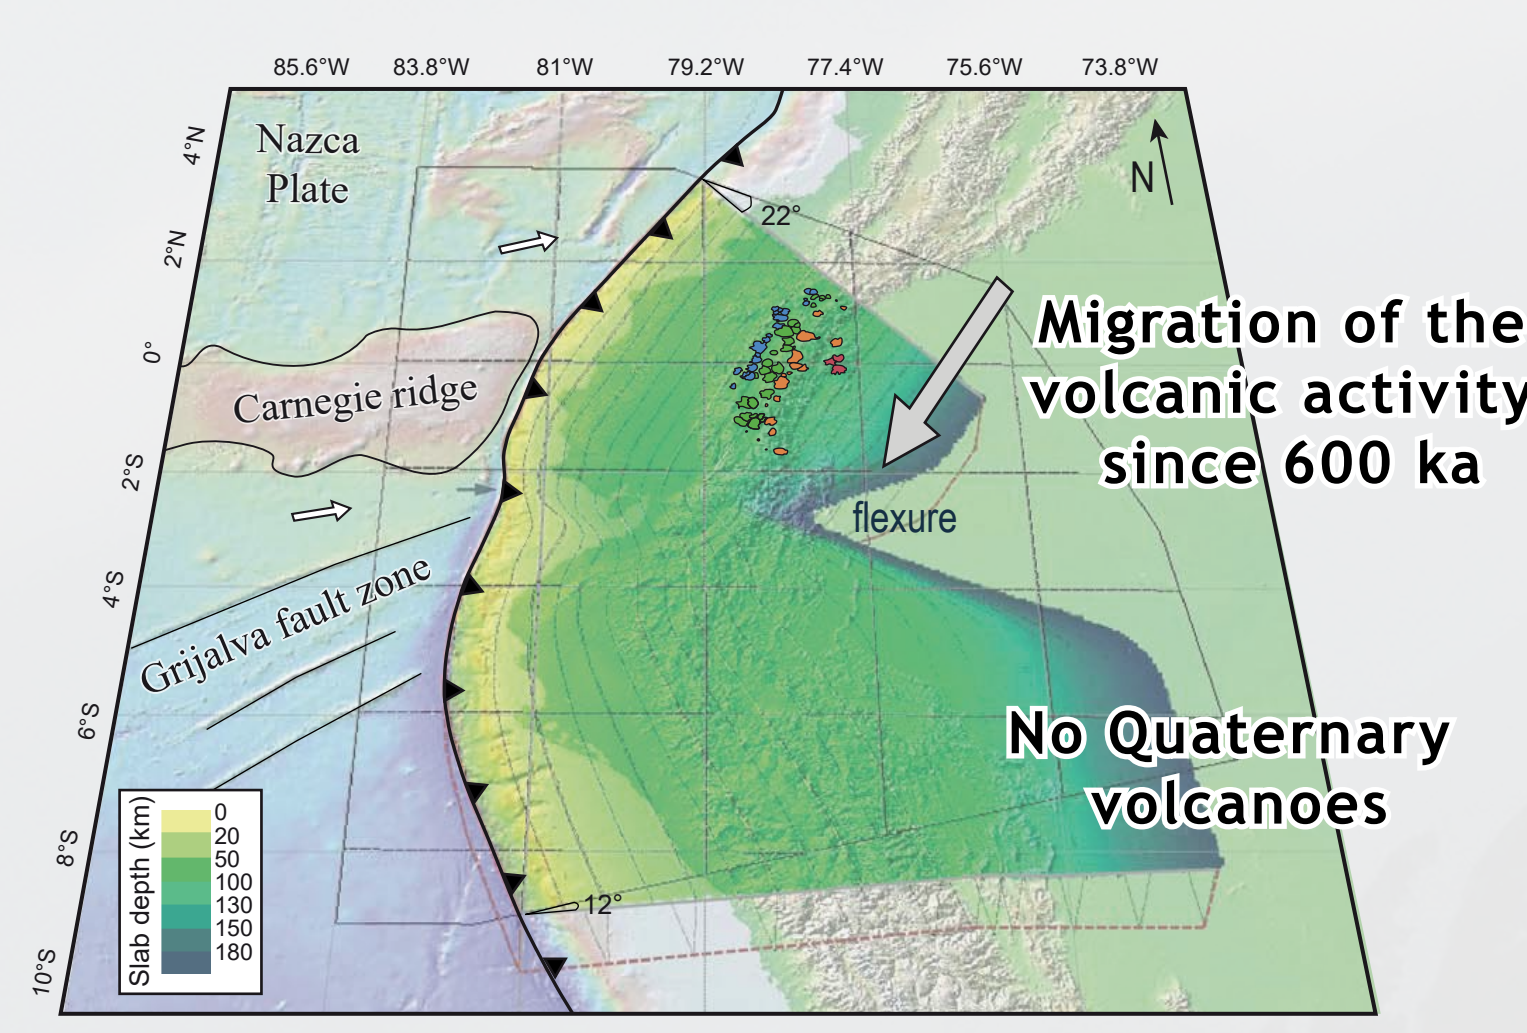 85.6°W 83.8°W 81°W 79.2°W 77.4°W 75.6°W 73.8°W
4°N
2°N
0°
2°S
4°S
6°S
8°S
10°S
Nazca
Plate
N
22°
Carnegie ridge
Migration of the
volcanic activity
since 600 ka
flexure
Grijalva fault zone
No Quaternary
volcanoes
12°
Slab depth (km)
0
20
50
100
130
150
180